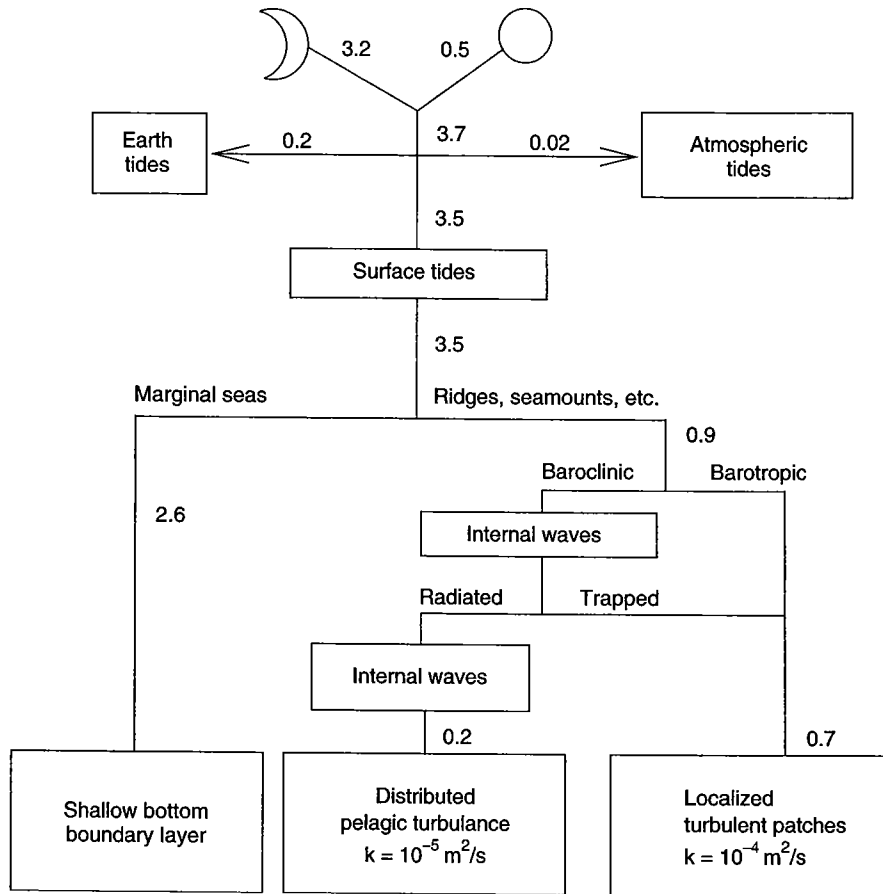 3.2
0.5
Earth
tides
0.2
3.7
0.02
Atmospheric
tides
3.5
Surface tides
3.5
Marginal seas
Ridges, seamounts, etc.
0.9
Baroclinic
Barotropic
2.6
Internal waves
Radiated
Trapped
Internal waves
0.2
0.7
Shallow bottom
boundary layer
Distributed
pelagic turbulance
k = 10⁻⁵ m²/s
Localized
turbulent patches
k = 10⁻⁴ m²/s